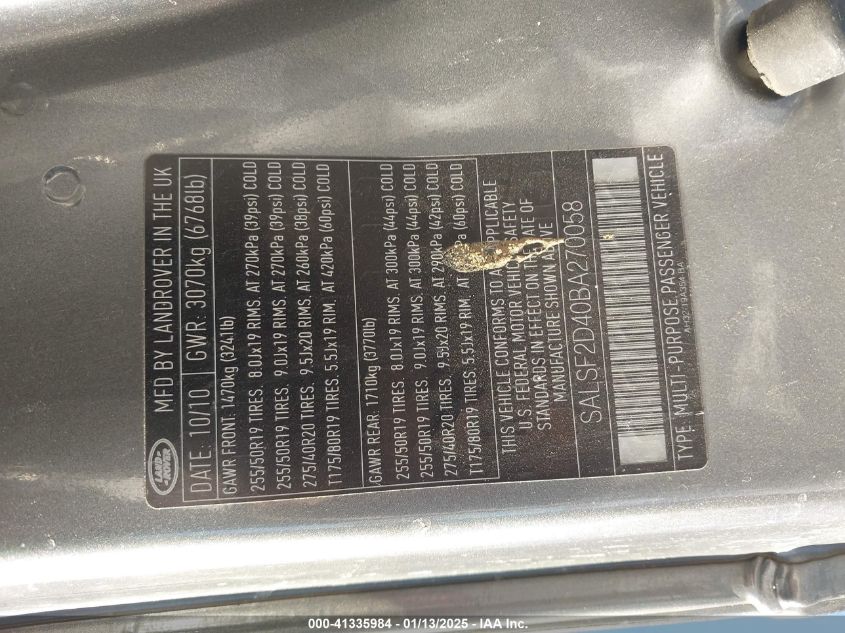 LAND ROVER
MFD BY LANDROVER IN THE UK
DATE: 10/10 GWR: 3070kg (6768lb)
GAWR FRONT: 1470kg (3241lb)
255/50R19 TIRES. 8.0Jx19 RIMS. AT 270kPa (39psi) COLD
255/50R19 TIRES. 9.0Jx19 RIMS. AT 270kPa (39psi) COLD
275/40R20 TIRES. 9.5Jx20 RIMS. AT 260kPa (38psi) COLD
T175/80R19 TIRES. 5.5Jx19 RIM. AT 420kPa (60psi) COLD
GAWR REAR: 1710kg (3770lb)
255/50R19 TIRES. 8.0Jx19 RIMS. AT 300kPa (44psi) COLD
255/50R19 TIRES. 9.0Jx19 RIMS. AT 300kPa (44psi) COLD
275/40R20 TIRES. 9.5Jx20 RIMS. AT 290kPa (42psi) COLD
T175/80R19 TIRES. 5.5Jx19 RIM. AT (60psi) COLD
THIS VEHICLE CONFORMS TO APPLICABLE
U.S. FEDERAL MOTOR VEHICLE SAFETY
STANDARDS IN EFFECT ON THE DATE OF
MANUFACTURE SHOWN ABOVE
SALSF2D40BA270058
TYPE: MULTI-PURPOSE PASSENGER VEHICLE
000-41335984 - 01/13/2025 - IAA Inc.